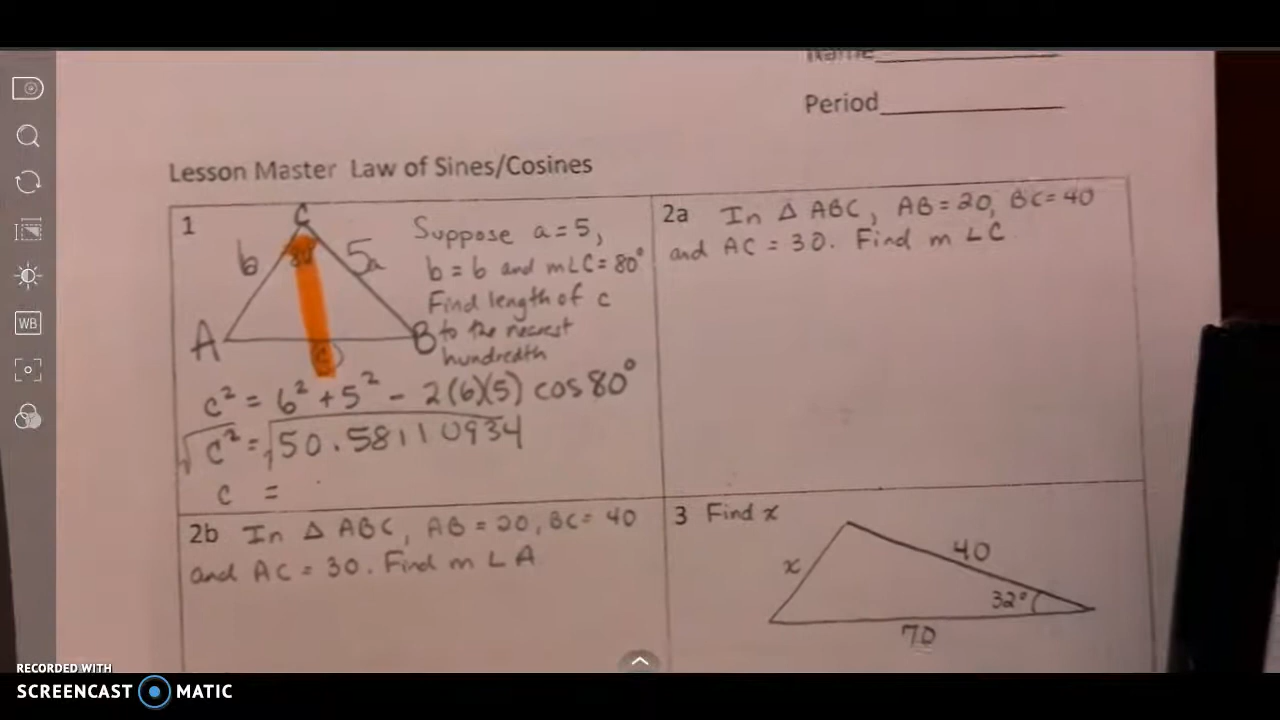 Name
Period
Lesson Master Law of Sines/Cosines
1
C
b
5a
80°
A
B
c
Suppose a = 5,
b = 6 and m∠C = 80°
Find length of c
to the nearest
hundredth
c² = 6² + 5² - 2(6)(5) cos 80°
√c² = √50.58110934
c =
2a In △ ABC, AB = 20, BC = 40
and AC = 30. Find m ∠C
2b In △ ABC, AB = 20, BC = 40
and AC = 30. Find m ∠ A
3 Find x
x
40
32°
70
WB
RECORDED WITH
SCREENCAST MATIC